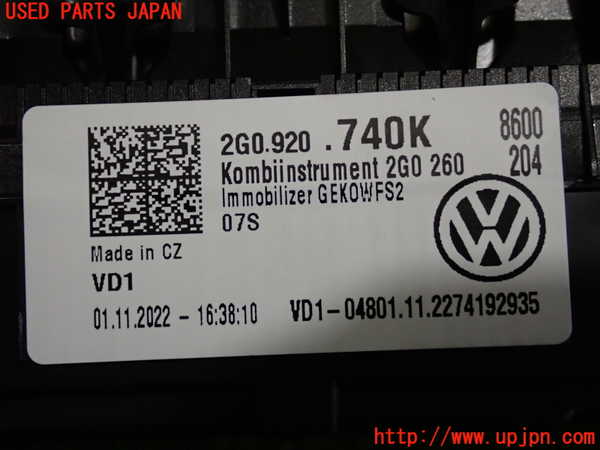 USED PARTS JAPAN
2G0.920 .740K 8600
Kombiinstrument 2G0 260 204
Immobilizer GEKOWFS2
07S
Made in CZ
VD1
01.11.2022 - 16:38:10 VD1-04801.11.2274192935
http://www.upjpn.com/